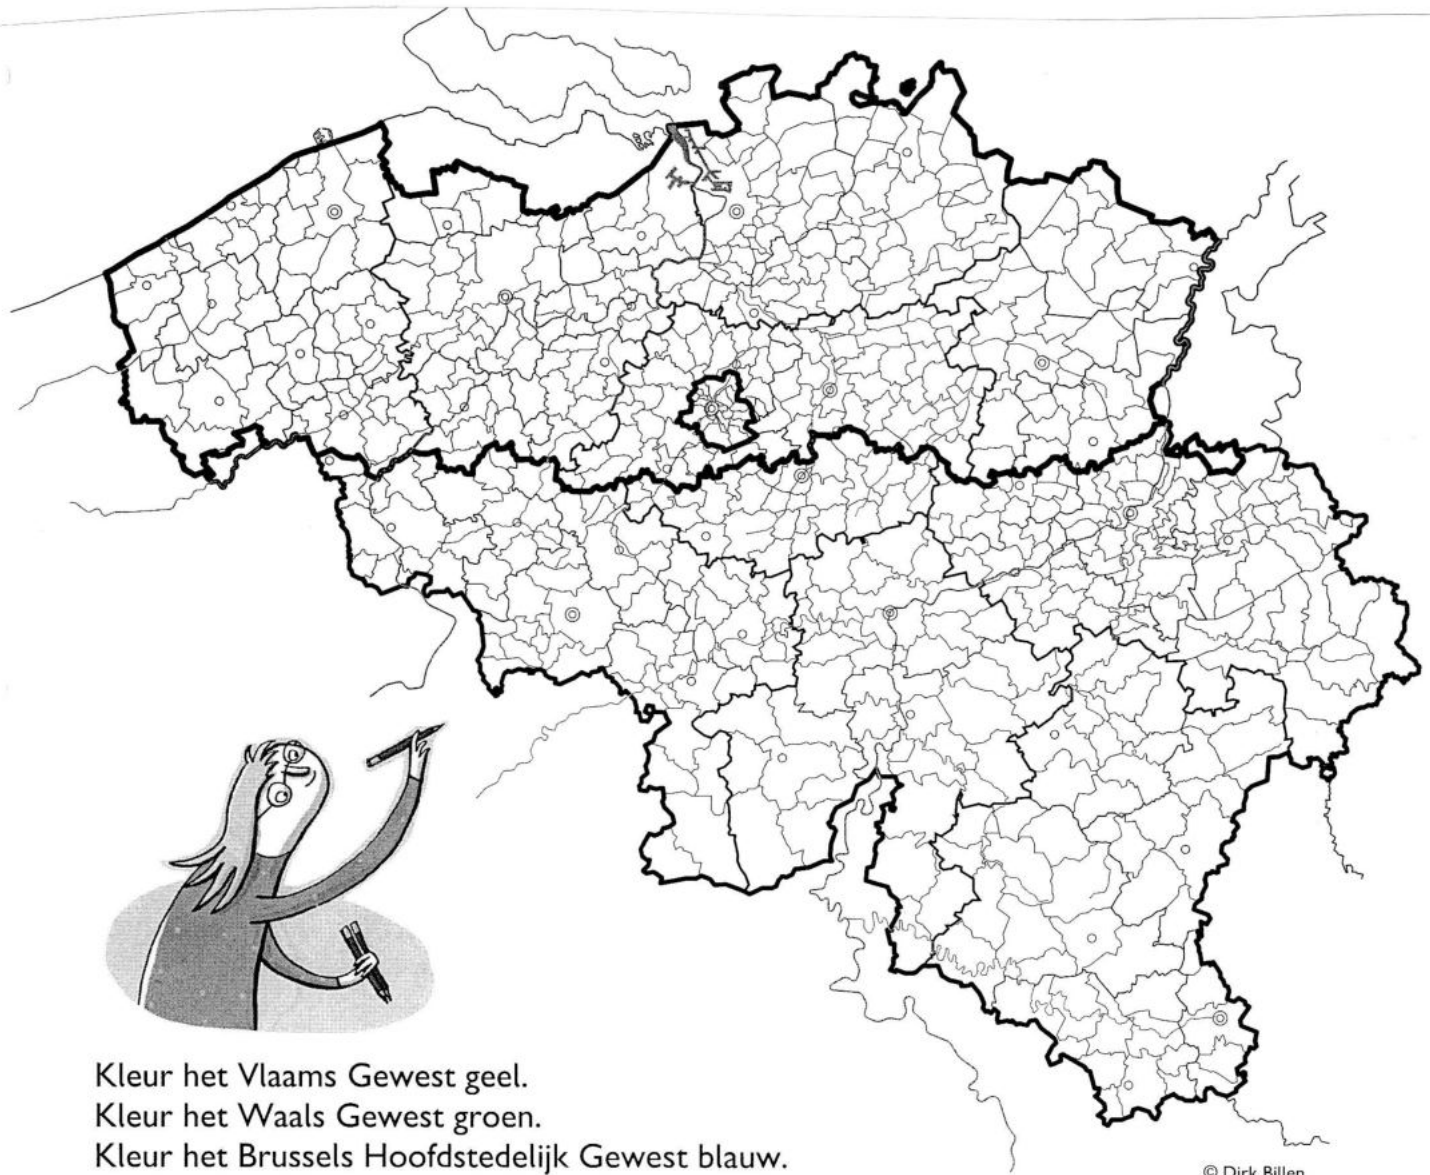 Kleur het Vlaams Gewest geel.
Kleur het Waals Gewest groen.
Kleur het Brussels Hoofdstedelijk Gewest blauw.
© Dirk Billen